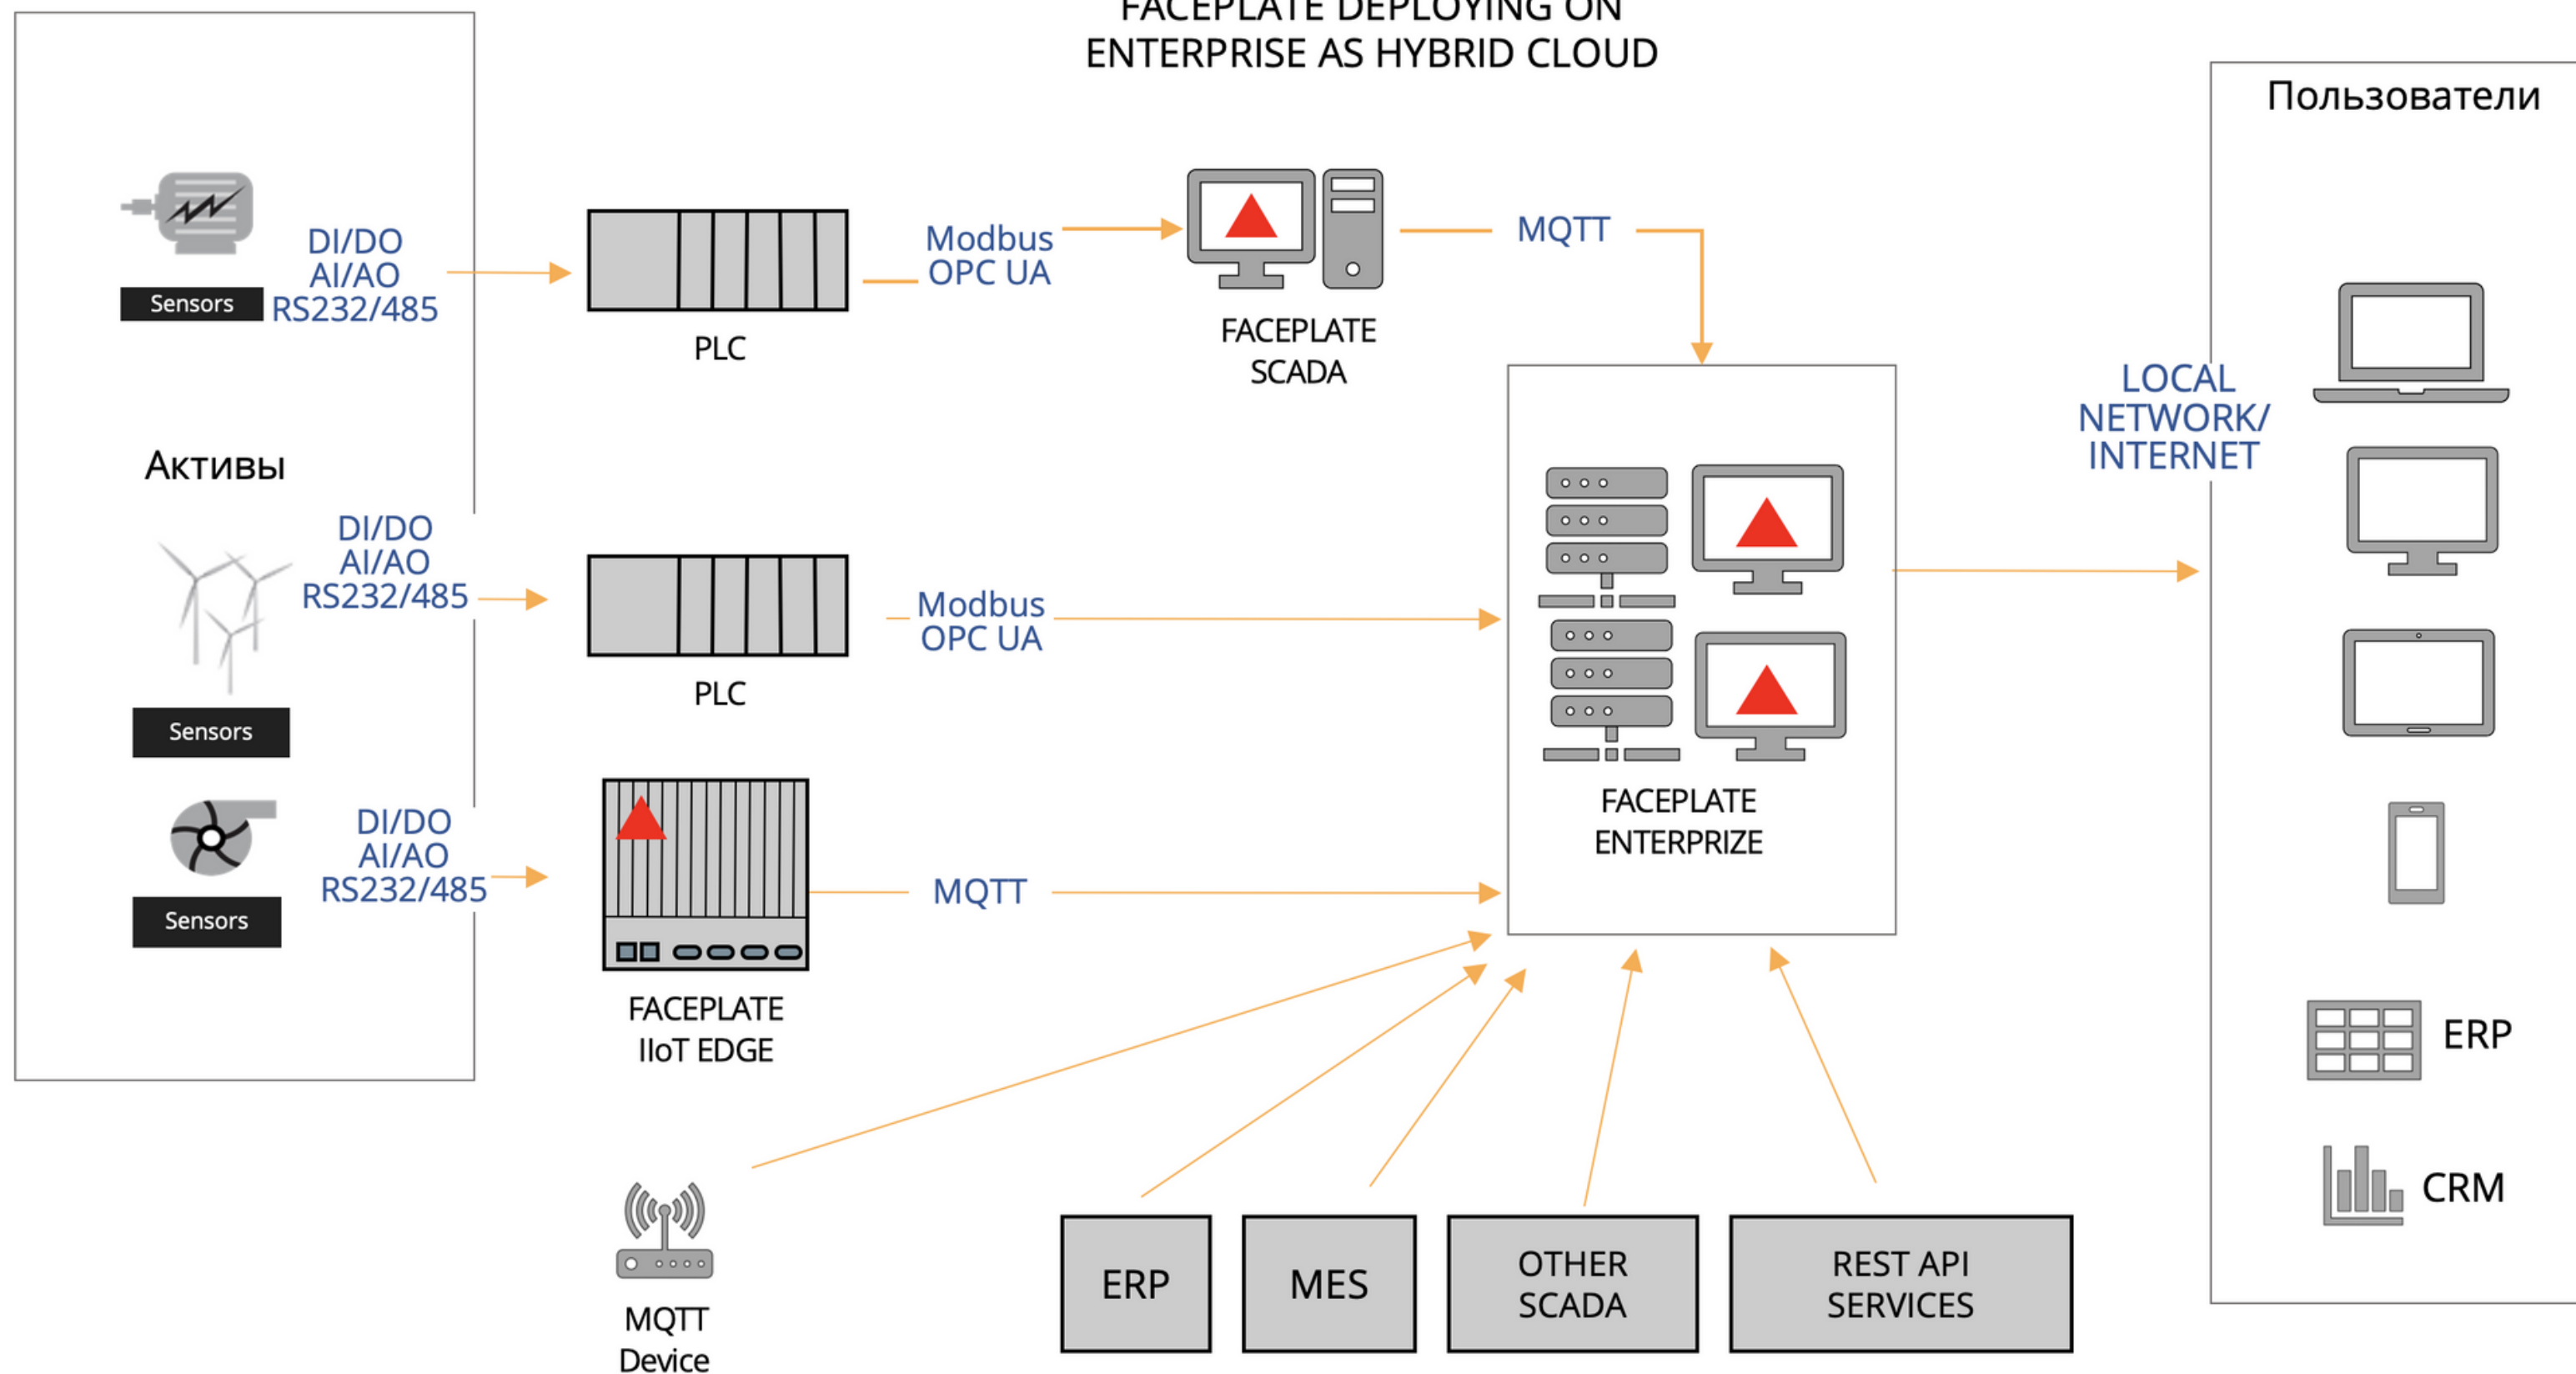 FACEPLATE DEPLOYING ON
ENTERPRISE AS HYBRID CLOUD
Sensors
DI/DO
AI/AO
RS232/485
PLC
Modbus
OPC UA
FACEPLATE
SCADA
MQTT
Активы
DI/DO
AI/AO
RS232/485
Sensors
PLC
Modbus
OPC UA
DI/DO
AI/AO
RS232/485
Sensors
FACEPLATE
IIoT EDGE
MQTT
FACEPLATE
ENTERPRIZE
LOCAL
NETWORK/
INTERNET
Пользователи
ERP
CRM
MQTT
Device
ERP
MES
OTHER
SCADA
REST API
SERVICES